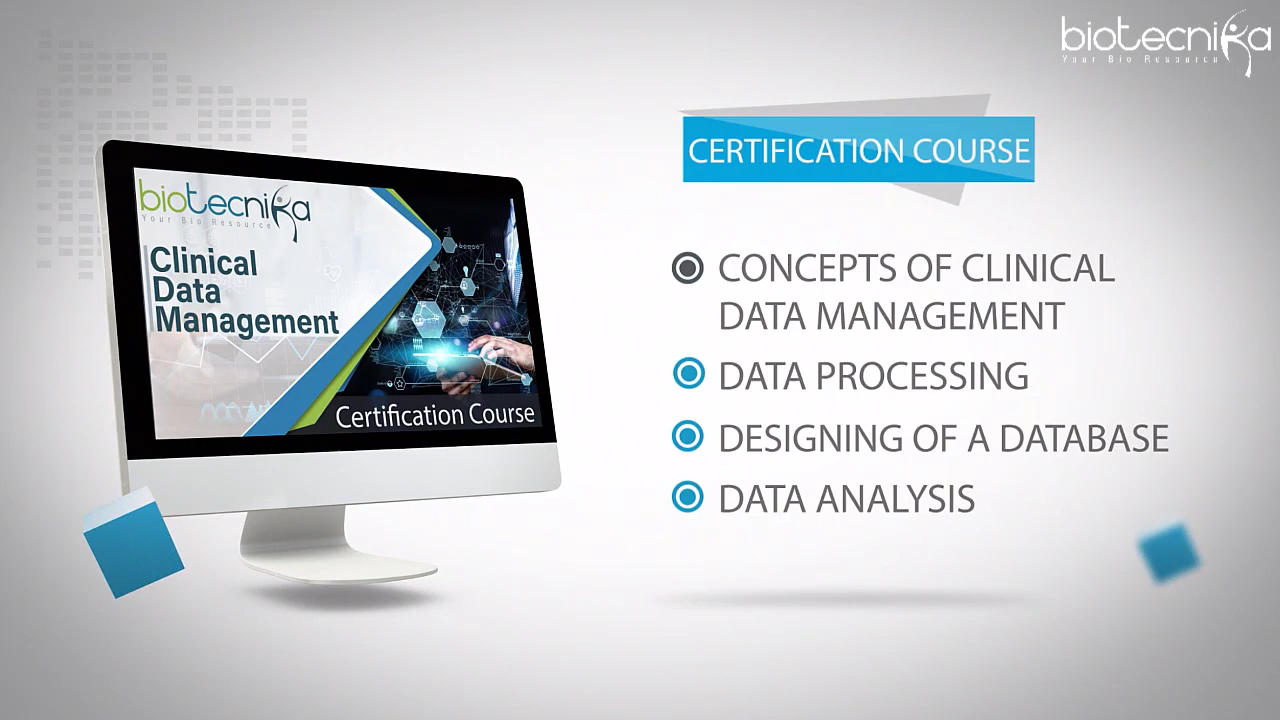 biotecnika
Your Bio Resource
biotecnika
Your Bio Resource
Clinical
Data
Management
Certification Course
CERTIFICATION COURSE
CONCEPTS OF CLINICAL
DATA MANAGEMENT
DATA PROCESSING
DESIGNING OF A DATABASE
DATA ANALYSIS